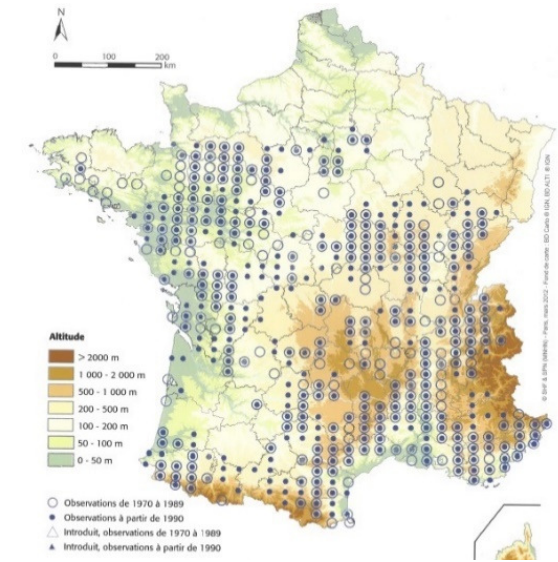 N
0 100 200
km
Altitude
> 2000 m
1 000 - 2 000 m
500 - 1 000 m
200 - 500 m
100 - 200 m
50 - 100 m
0 - 50 m
Observations de 1970 à 1989
Observations à partir de 1990
Introduit, observations de 1970 à 1989
Introduit, observations à partir de 1990